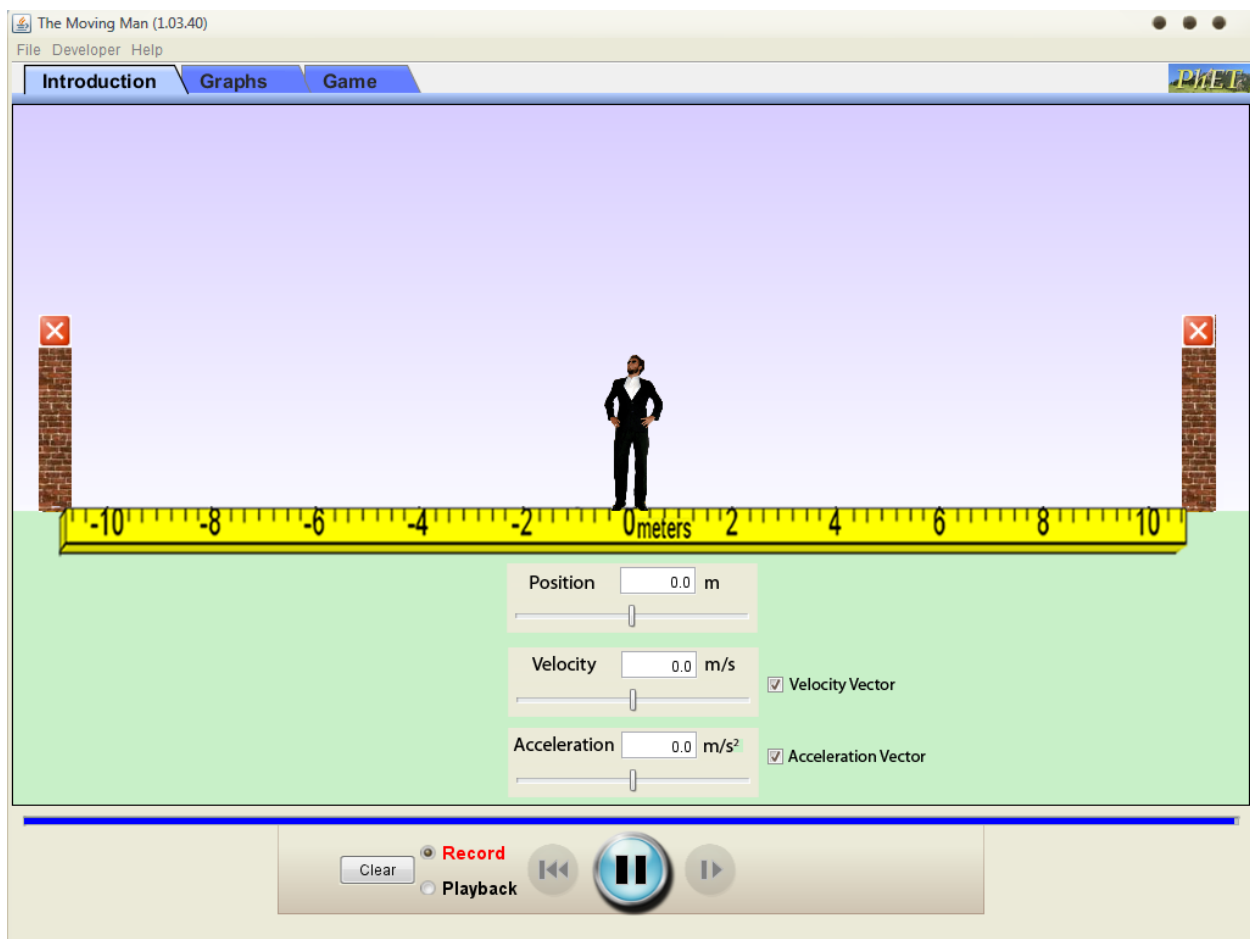 The Moving Man (1.03.40)
File Developer Help
Introduction Graphs Game PhET
-10 -8 -6 -4 -2 0 meters 2 4 6 8 10
Position 0.0 m
Velocity 0.0 m/s
Velocity Vector
Acceleration 0.0 m/s²
Acceleration Vector
Clear
Record
Playback